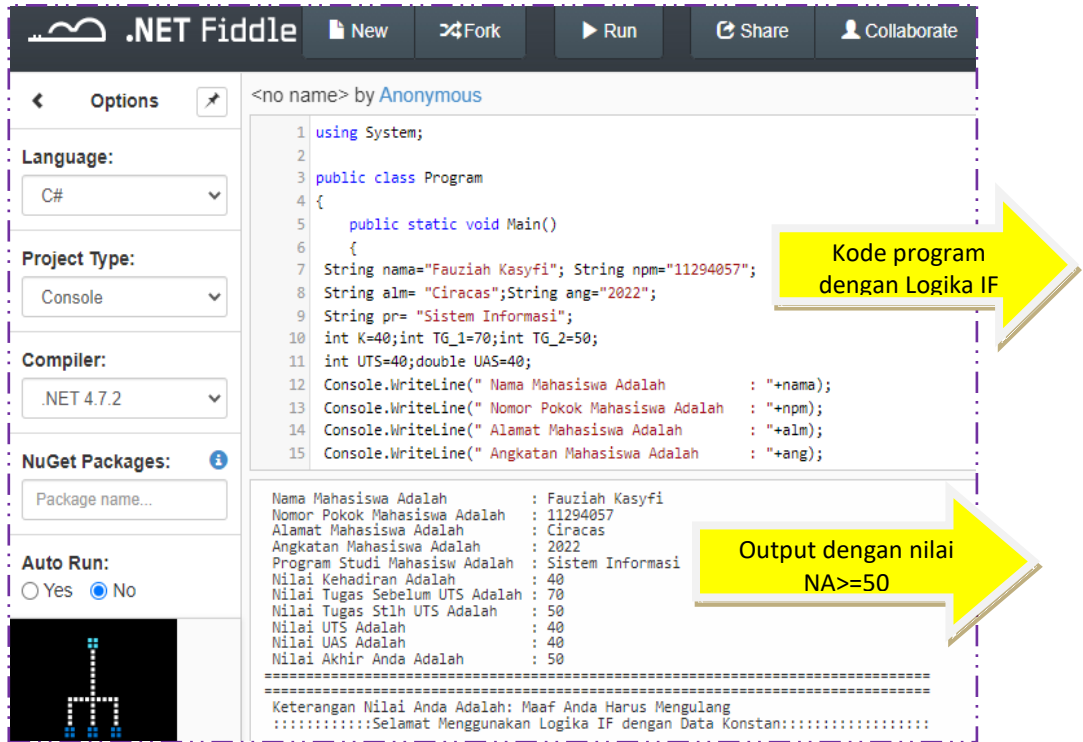 .NET Fiddle New Fork Run Share Collaborate
Options
<no name> by Anonymous
Language:
C#
Project Type:
Console
Compiler:
.NET 4.7.2
NuGet Packages:
Package name...
Auto Run:
Yes No
1 using System;
2
3 public class Program
4 {
5 public static void Main()
6 {
7 String nama="Fauziah Kasyfi"; String npm="11294057";
8 String alm= "Ciracas";String ang="2022";
9 String pr= "Sistem Informasi";
10 int K=40;int TG_1=70;int TG_2=50;
11 int UTS=40;double UAS=40;
12 Console.WriteLine(" Nama Mahasiswa Adalah : "+nama);
13 Console.WriteLine(" Nomor Pokok Mahasiswa Adalah : "+npm);
14 Console.WriteLine(" Alamat Mahasiswa Adalah : "+alm);
15 Console.WriteLine(" Angkatan Mahasiswa Adalah : "+ang);
Kode program
dengan Logika IF
Nama Mahasiswa Adalah : Fauziah Kasyfi
Nomor Pokok Mahasiswa Adalah : 11294057
Alamat Mahasiswa Adalah : Ciracas
Angkatan Mahasiswa Adalah : 2022
Program Studi Mahasisw Adalah : Sistem Informasi
Nilai Kehadiran Adalah : 40
Nilai Tugas Sebelum UTS Adalah : 70
Nilai Tugas Stlh UTS Adalah : 50
Nilai UTS Adalah : 40
Nilai UAS Adalah : 40
Nilai Akhir Anda Adalah : 50
===================================================================================
===================================================================================
Keterangan Nilai Anda Adalah: Maaf Anda Harus Mengulang
::::::::::::Selamat Menggunakan Logika IF dengan Data Konstan:::::::::::::::::::
Output dengan nilai
NA>=50